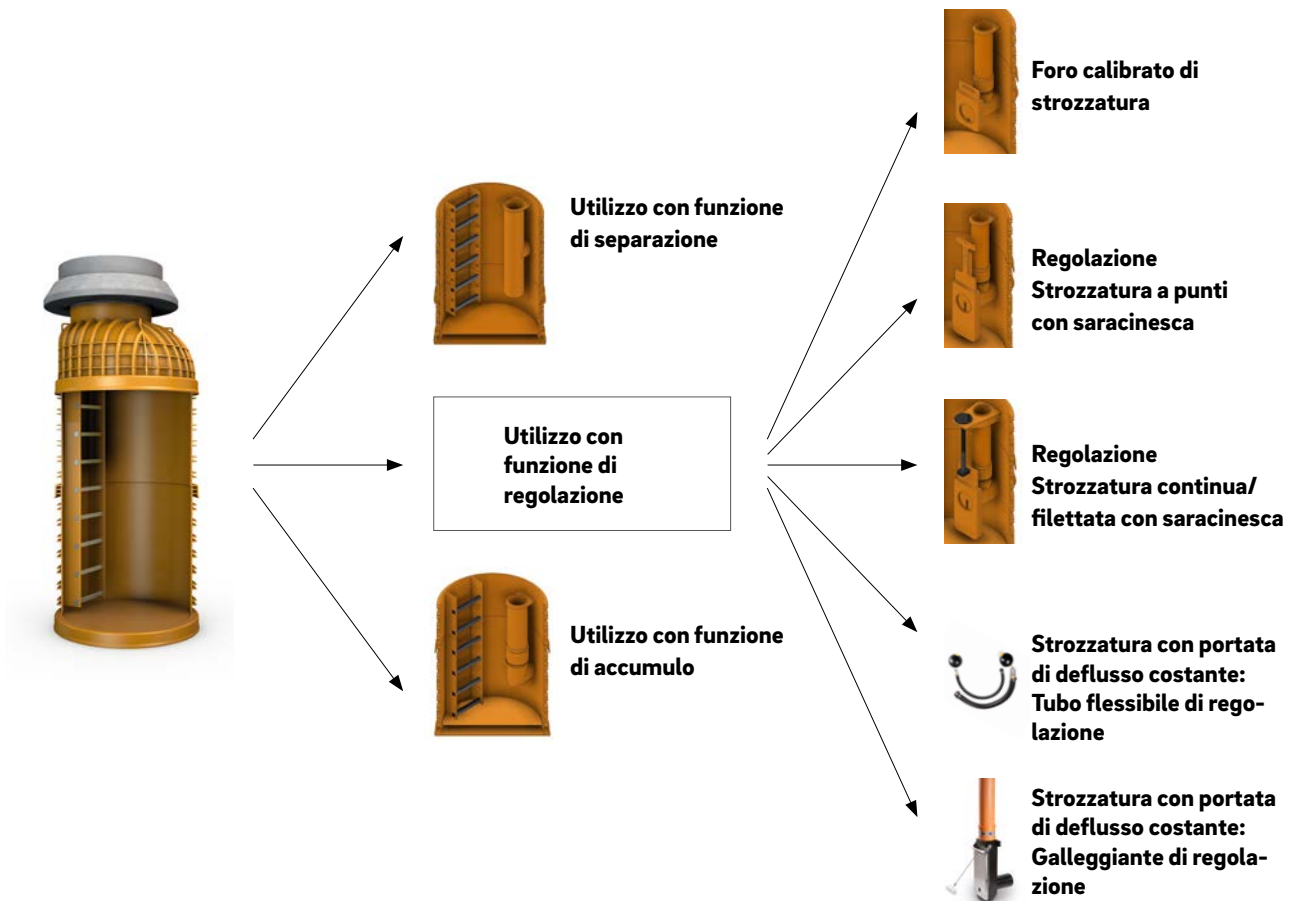 Utilizzo con funzione
di separazione
Utilizzo con
funzione di
regolazione
Utilizzo con funzione
di accumulo
Foro calibrato di
strozzatura
Regolazione
Strozzatura a punti
con saracinesca
Regolazione
Strozzatura continua/
filettata con saracinesca
Strozzatura con portata
di deflusso costante:
Tubo flessibile di rego-
lazione
Strozzatura con portata
di deflusso costante:
Galleggiante di regola-
zione